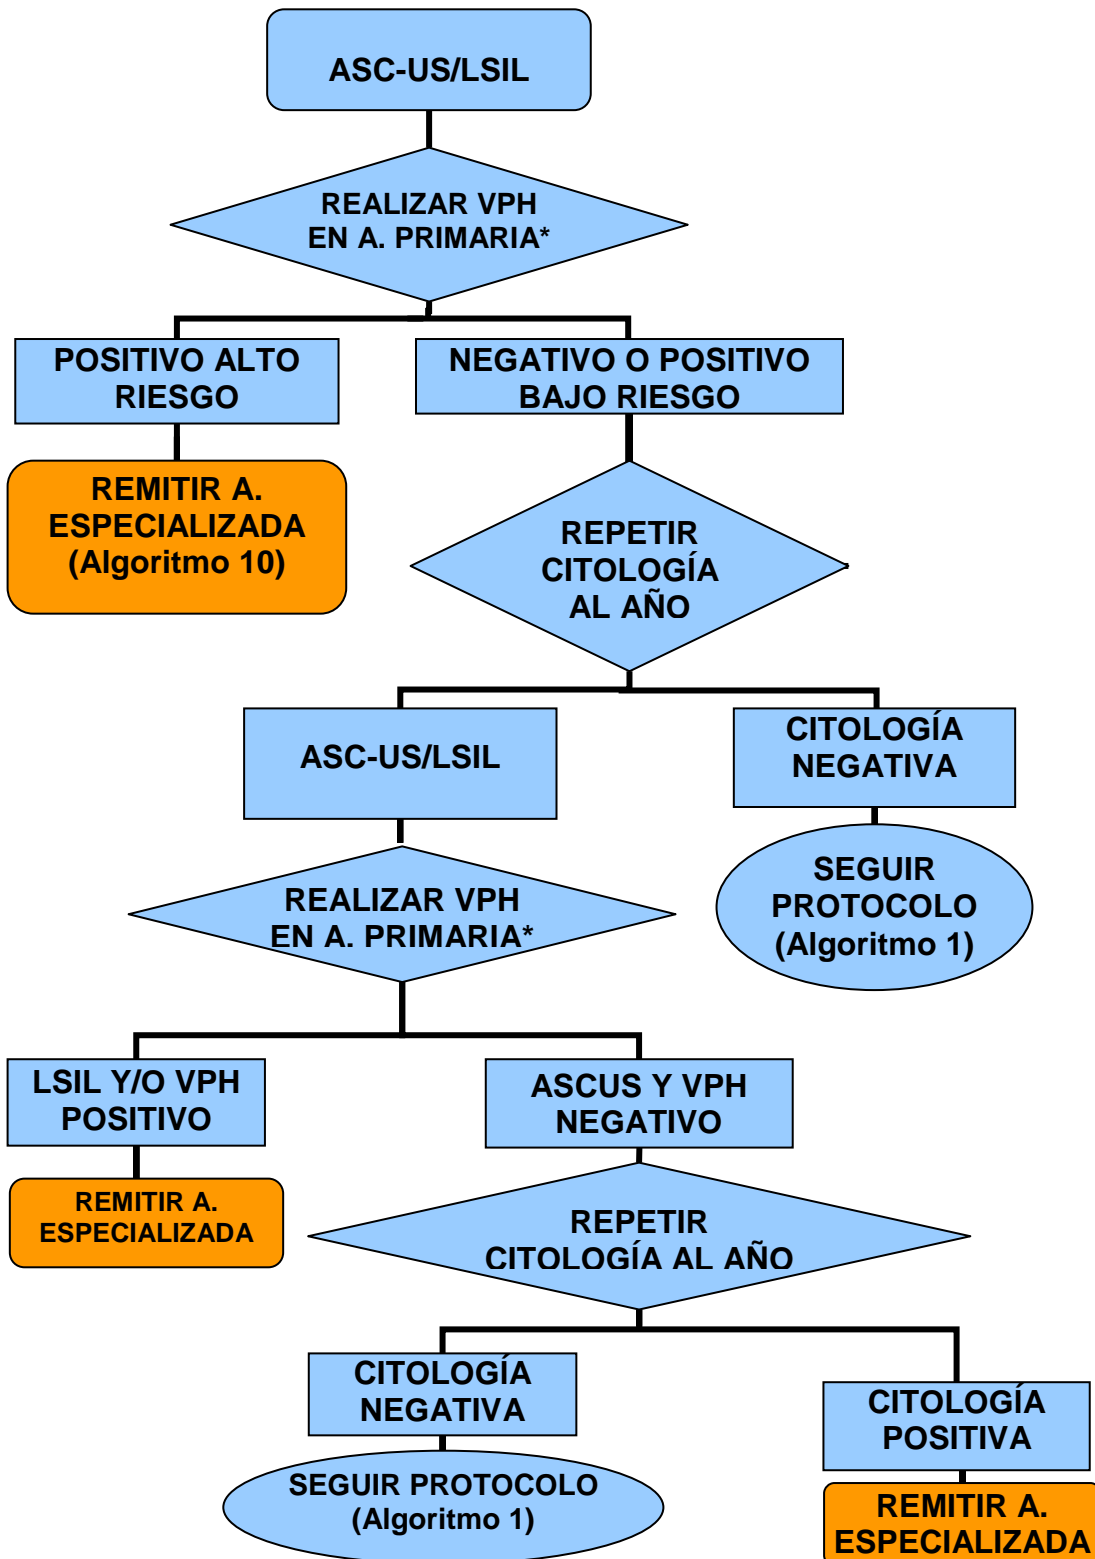 ASC-US/LSIL
REALIZAR VPH
EN A. PRIMARIA*
POSITIVO ALTO
RIESGO
NEGATIVO O POSITIVO
BAJO RIESGO
REMITIR A.
ESPECIALIZADA
(Algoritmo 10)
REPETIR
CITOLOGÍA
AL AÑO
ASC-US/LSIL
CITOLOGÍA
NEGATIVA
SEGUIR
PROTOCOLO
(Algoritmo 1)
REALIZAR VPH
EN A. PRIMARIA*
LSIL Y/O VPH
POSITIVO
ASCUS Y VPH
NEGATIVO
REMITIR A.
ESPECIALIZADA
REPETIR
CITOLOGÍA AL AÑO
CITOLOGÍA
NEGATIVA
CITOLOGÍA
POSITIVA
SEGUIR PROTOCOLO
(Algoritmo 1)
REMITIR A.
ESPECIALIZADA